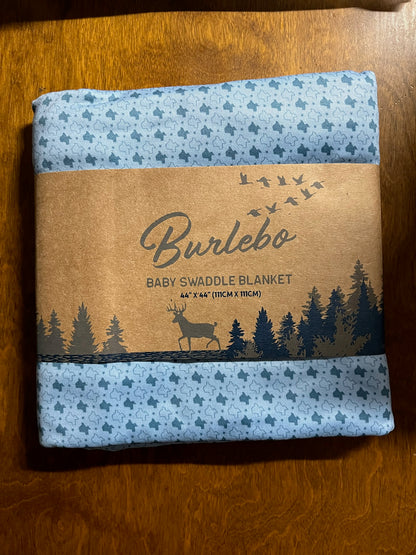 Burlebo
BABY SWADDLE BLANKET
44" X 44" (111CM X 111CM)